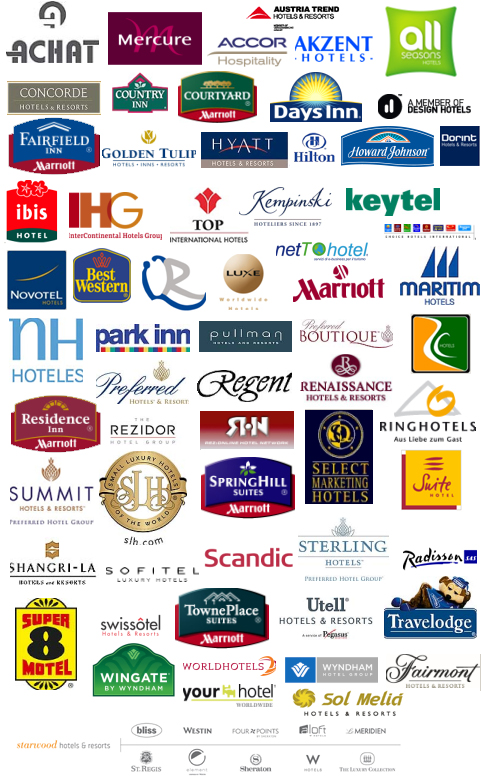 ACHAT
Mercure
AUSTRIA TREND
HOTELS & RESORTS
ACCOR
Hospitality
AKZENT
·HOTELS·
all
seasons
HOTELS
CONCORDE
HOTELS & RESORTS
COUNTRY
INN
COURTYARD
Marriott
Days Inn
A MEMBER OF
DESIGN HOTELS
FAIRFIELD
INN
Marriott
GOLDEN TULIP
HOTELS · INNS · RESORTS
HYATT
HOTELS & RESORTS
Hilton
Howard Johnson
Dorint
Hotels & Resorts
ibis
HOTEL
IHG
InterContinental Hotels Group
TOP
INTERNATIONAL HOTELS
Kempinski
HOTELIERS SINCE 1897
keytel
CHOICE HOTELS INTERNATIONAL
NOVOTEL
HOTELS
Best
Western
R
LUXE
Worldwide
Hotels
netTOhotel
Marriott
MARITIM
HOTELS
nH
HOTELES
park inn
pullman
HOTELS AND RESORTS
Preferred
BOUTIQUE
HOTELS
Preferred
HOTELS & RESORTS
Regent
RENAISSANCE
HOTELS & RESORTS
RINGHOTELS
Aus Liebe zum Gast
Residence
Inn
Marriott
THE
REZIDOR
HOTEL GROUP
RHN
RES-ONLINE HOTEL NETWORK
SELECT
MARKETING
HOTELS
Suite
HOTEL
SUMMIT
HOTELS & RESORTS
PREFERRED HOTEL GROUP
SMALL LUXURY HOTELS
SLH
OF THE WORLD
slh.com
SPRINGHILL
SUITES
Marriott
SHANGRI-LA
HOTELS and RESORTS
SOFITEL
LUXURY HOTELS
Scandic
STERLING
HOTELS
PREFERRED HOTEL GROUP
Radisson SAS
SUPER
8
MOTEL
swissôtel
Hotels & Resorts
TOWNEPLACE
SUITES
Marriott
Utell
HOTELS & RESORTS
A service of Pegasus
Travelodge
WINGATE
BY WYNDHAM
WORLDHOTELS
your hotel
WORLDWIDE
WYNDHAM
HOTEL GROUP
Fairmont
HOTELS & RESORTS
Sol Meliá
HOTELS & RESORTS
starwood hotels & resorts
bliss
WESTIN
FOUR POINTS
BY SHERATON
aloft
LE MERIDIEN
ST. REGIS
element
Sheraton
W
HOTELS
THE LUXURY COLLECTION